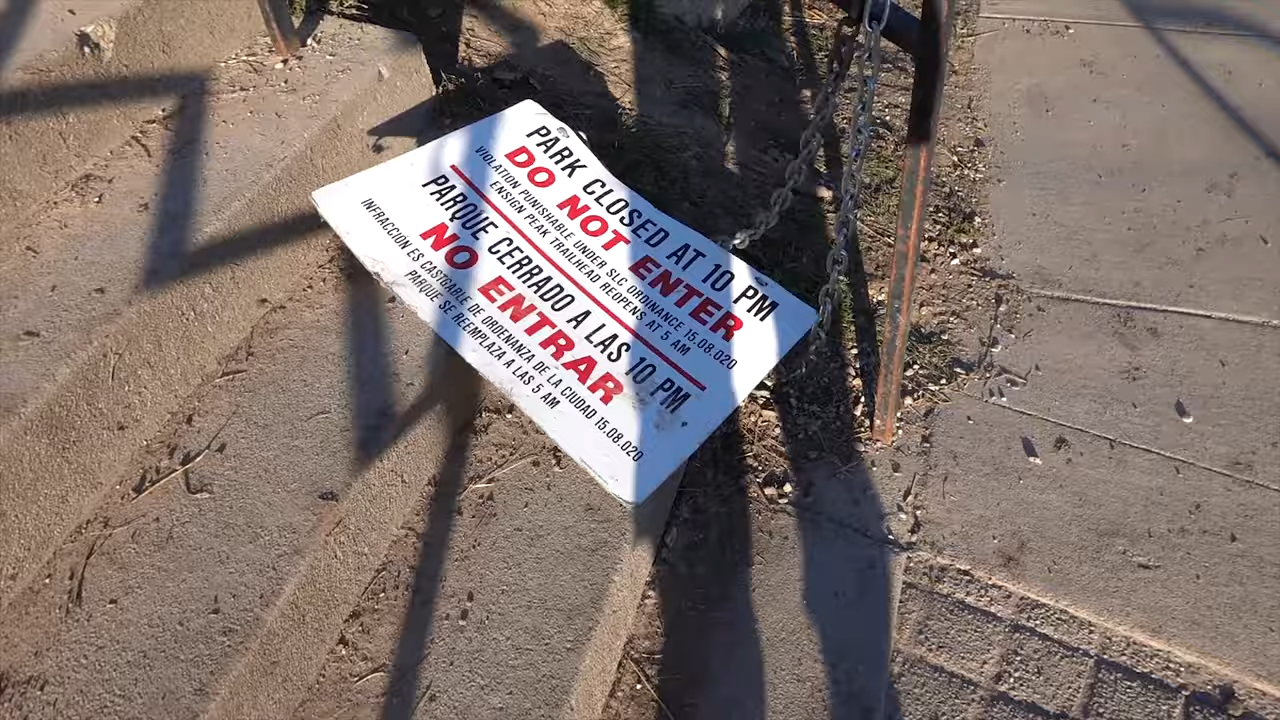 PARK CLOSED AT 10 PM
DO NOT ENTER
VIOLATION PUNISHABLE UNDER SLC ORDINANCE 15.08.020
ENSIGN PEAK TRAILHEAD REOPENS AT 5 AM
PARQUE CERRADO A LAS 10 PM
NO ENTRAR
INFRACCION ES CASTGABLE DE ORDENANZA DE LA CIUDAD 15.08.020
PARQUE SE REEMPLAZA A LAS 5 AM